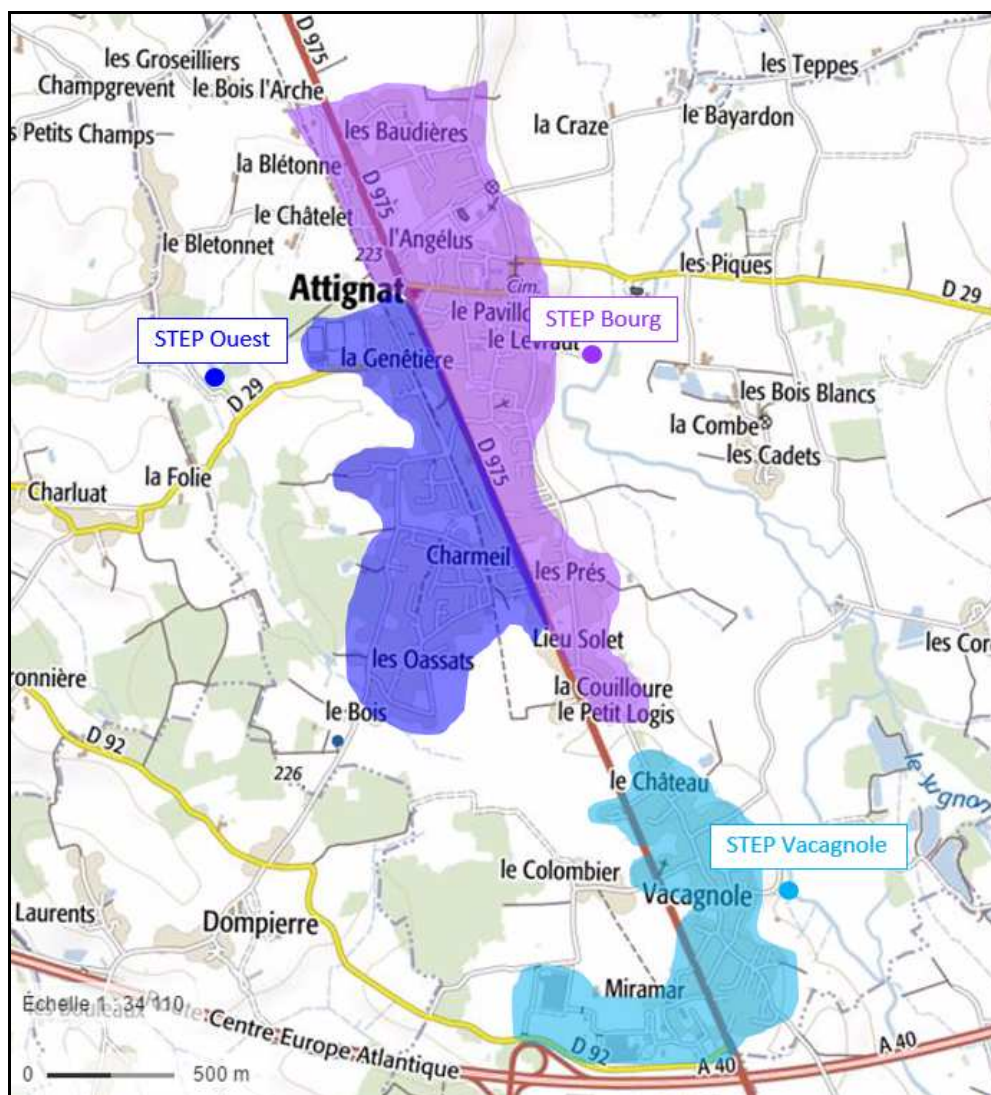 D 975
les Groseilliers
Champgrevent
le Bois l'Arche
les Teppes
le Bayardon
la Craze
s Petits Champs
les Baudières
la Blétonne
D 975
le Châtelet
l'Angélus
le Bletonnet
223
les Piques
Attignat
Cim.
D 29
le Pavillo
STEP Bourg
STEP Ouest
le Levraut
la Genêtière
D 29
les Bois Blancs
la Combe
les Cadets
D 975
la Folie
Charluat
Charmeil
les Prés
Lieu Solet
les Cor
les Oassats
ronnière
la Couilloure
le Petit Logis
le Bois
D 92
226
le Château
le Jugnon
STEP Vacagnole
le Colombier
Vacagnole
Laurents
Dompierre
Miramar
Échelle 1 : 34 110
Centre Europe Atlantique
D 92
A 40
A 40
0 500 m